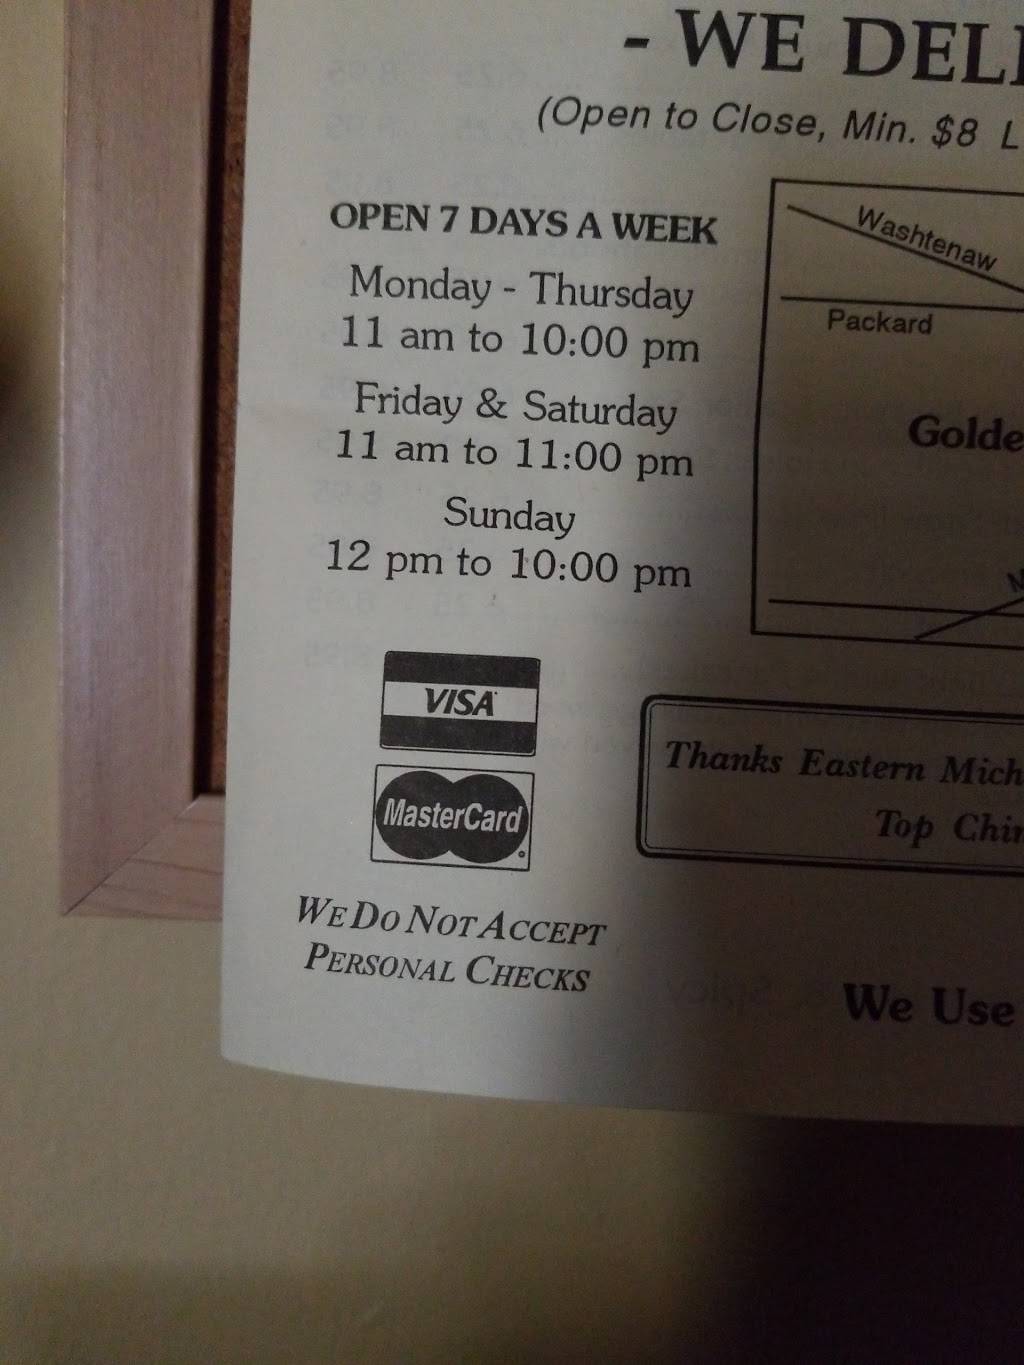 - WE DELI
(Open to Close, Min. $8 L
OPEN 7 DAYS A WEEK
Monday - Thursday
11 am to 10:00 pm
Friday & Saturday
11 am to 11:00 pm
Sunday
12 pm to 10:00 pm
Washtenaw
Packard
Golde
VISA
MasterCard
WE DO NOT ACCEPT
PERSONAL CHECKS
Thanks Eastern Mich
Top Chin
We Use